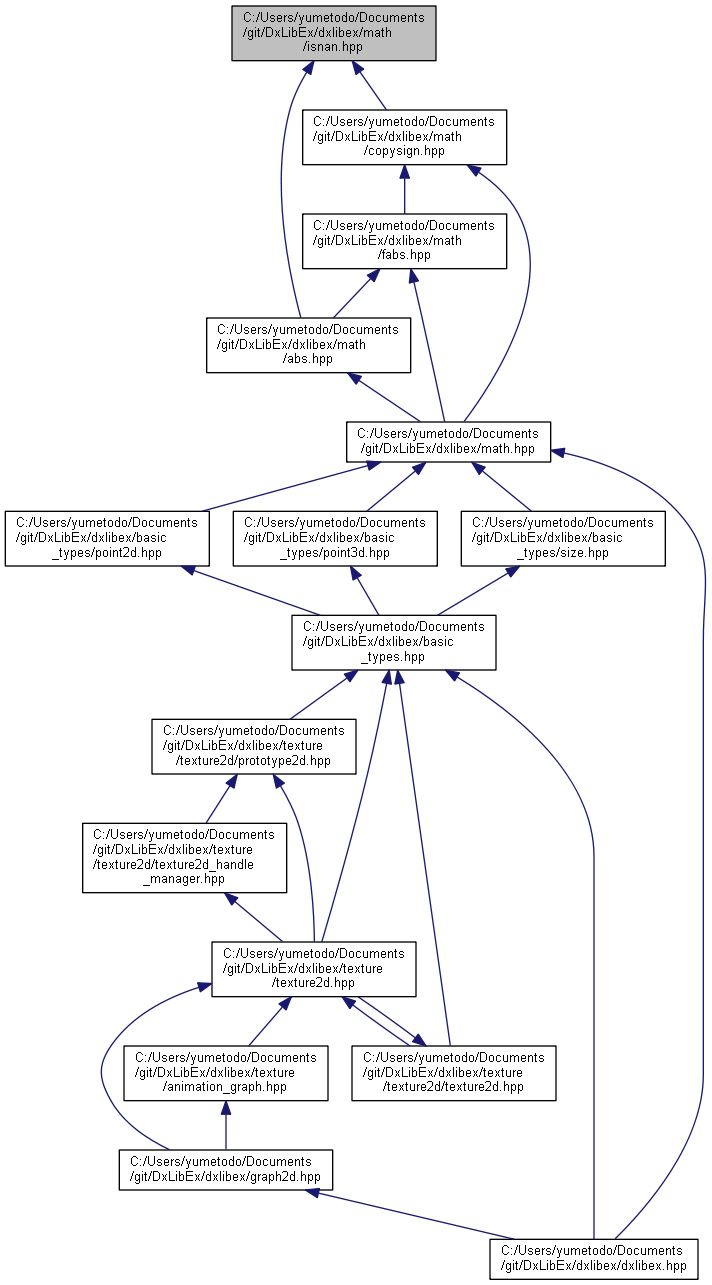 C:/Users/yumetodo/Documents
/git/DxLibEx/dxlibex/math
/isnan.hpp
C:/Users/yumetodo/Documents
/git/DxLibEx/dxlibex/math
/copysign.hpp
C:/Users/yumetodo/Documents
/git/DxLibEx/dxlibex/math
/fabs.hpp
C:/Users/yumetodo/Documents
/git/DxLibEx/dxlibex/math
/abs.hpp
C:/Users/yumetodo/Documents
/git/DxLibEx/dxlibex/math.hpp
C:/Users/yumetodo/Documents
/git/DxLibEx/dxlibex/basic
_types/point2d.hpp
C:/Users/yumetodo/Documents
/git/DxLibEx/dxlibex/basic
_types/point3d.hpp
C:/Users/yumetodo/Documents
/git/DxLibEx/dxlibex/basic
_types/size.hpp
C:/Users/yumetodo/Documents
/git/DxLibEx/dxlibex/basic
_types.hpp
C:/Users/yumetodo/Documents
/git/DxLibEx/dxlibex/texture
/texture2d/prototype2d.hpp
C:/Users/yumetodo/Documents
/git/DxLibEx/dxlibex/texture
/texture2d/texture2d_handle
_manager.hpp
C:/Users/yumetodo/Documents
/git/DxLibEx/dxlibex/texture
/texture2d.hpp
C:/Users/yumetodo/Documents
/git/DxLibEx/dxlibex/texture
/animation_graph.hpp
C:/Users/yumetodo/Documents
/git/DxLibEx/dxlibex/texture
/texture2d/texture2d.hpp
C:/Users/yumetodo/Documents
/git/DxLibEx/dxlibex/graph2d.hpp
C:/Users/yumetodo/Documents
/git/DxLibEx/dxlibex/dxlibex.hpp